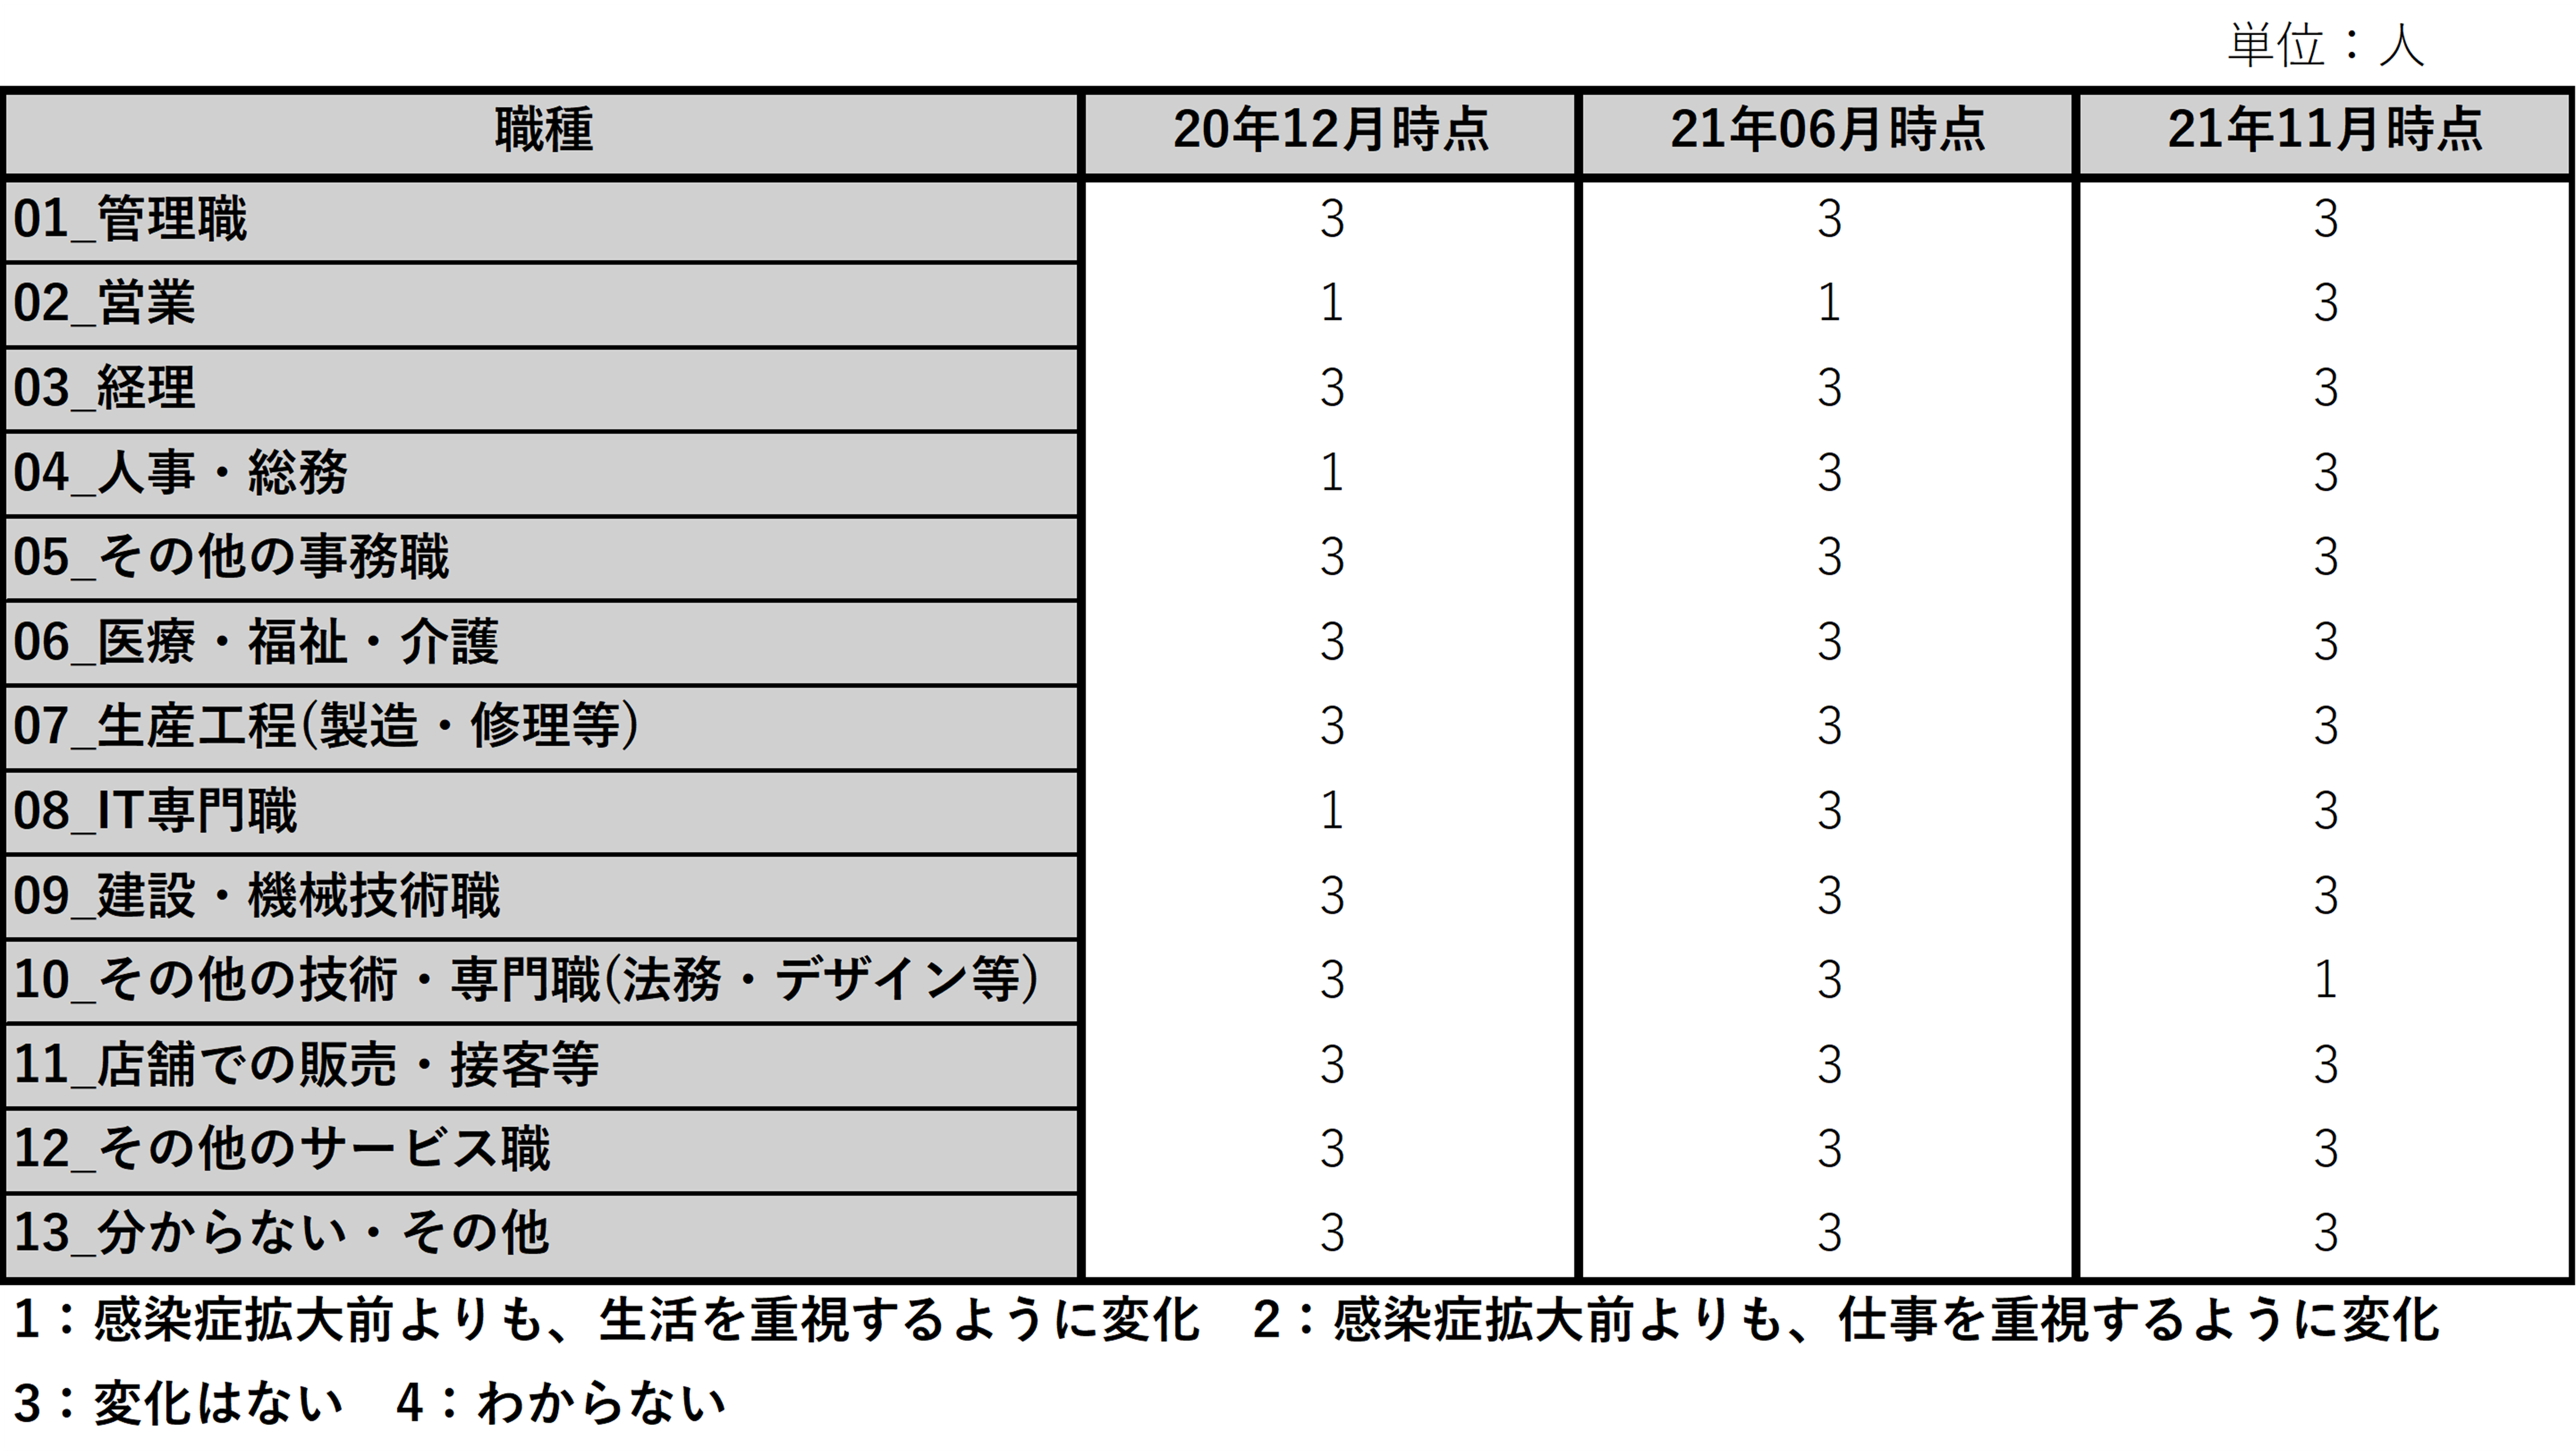 単位：人
職種 20年12月時点 21年06月時点 21年11月時点
01_管理職 3 3 3
02_営業 1 1 3
03_経理 3 3 3
04_人事・総務 1 3 3
05_その他の事務職 3 3 3
06_医療・福祉・介護 3 3 3
07_生産工程(製造・修理等) 3 3 3
08_IT専門職 1 3 3
09_建設・機械技術職 3 3 3
10_その他の技術・専門職(法務・デザイン等) 3 3 1
11_店舗での販売・接客等 3 3 3
12_その他のサービス職 3 3 3
13_分からない・その他 3 3 3
1：感染症拡大前よりも、生活を重視するように変化　2：感染症拡大前よりも、仕事を重視するように変化
3：変化はない　4：わからない